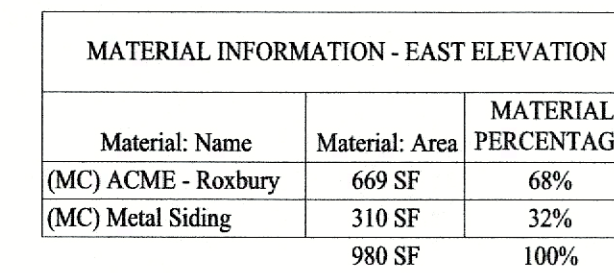 MATERIAL INFORMATION - EAST ELEVATION
Material: Name Material: Area MATERIAL PERCENTAG
(MC) ACME - Roxbury 669 SF 68%
(MC) Metal Siding 310 SF 32%
980 SF 100%